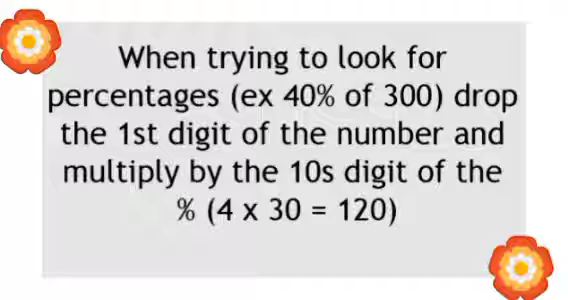 When trying to look for
percentages (ex 40% of 300) drop
the 1st digit of the number and
multiply by the 10s digit of the
% (4 x 30 = 120)